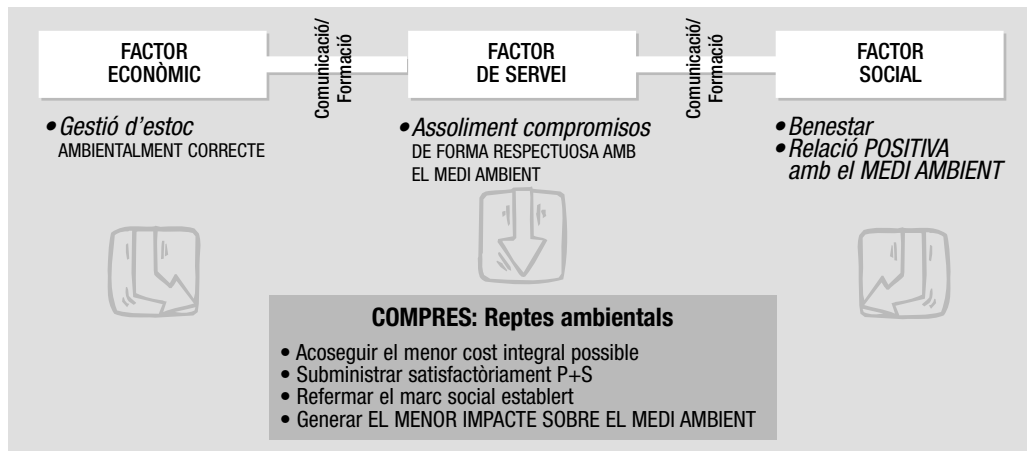 FACTOR
ECONÒMIC
Comunicació/
Formació
FACTOR
DE SERVEI
Comunicació/
Formació
FACTOR
SOCIAL
• Gestió d'estoc
AMBIENTALMENT CORRECTE
• Assoliment compromisos
DE FORMA RESPECTUOSA AMB
EL MEDI AMBIENT
• Benestar
• Relació POSITIVA
amb el MEDI AMBIENT
COMPRES: Reptes ambientals
• Acoseguir el menor cost integral possible
• Subministrar satisfactòriament P+S
• Refermar el marc social establert
• Generar EL MENOR IMPACTE SOBRE EL MEDI AMBIENT